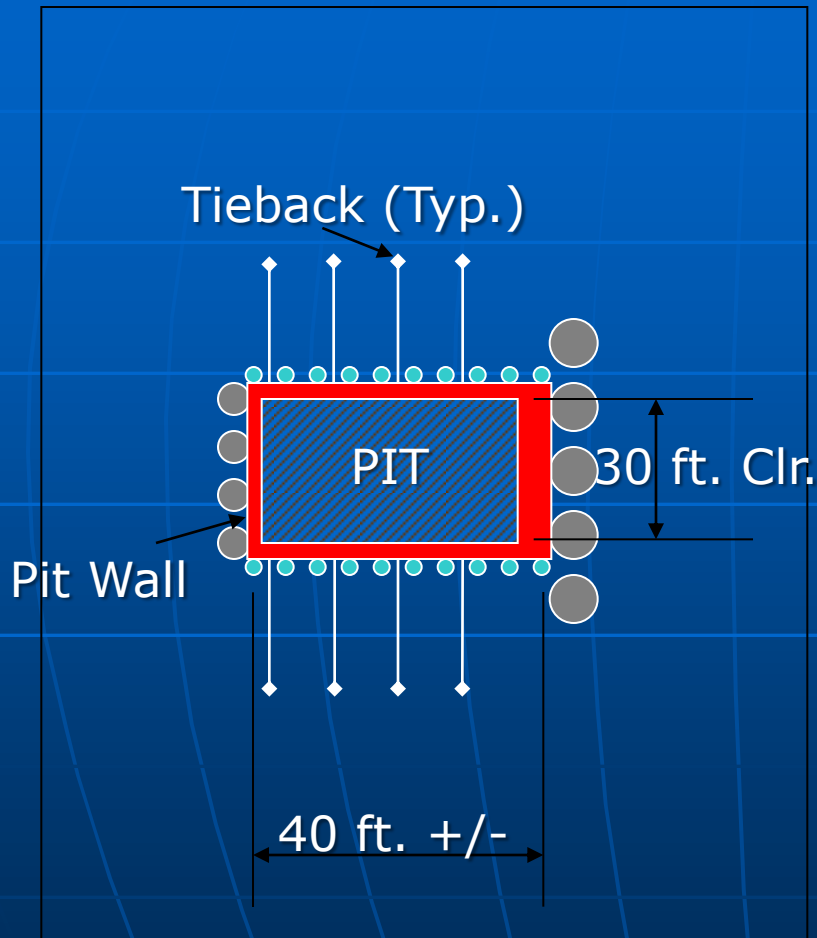 Tieback (Typ.)
PIT
30 ft. Clr.
Pit Wall
40 ft. +/-